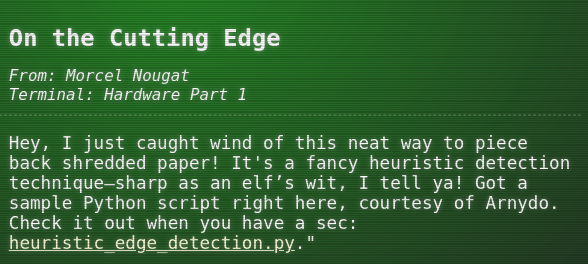 On the Cutting Edge
From: Morcel Nougat
Terminal: Hardware Part 1
Hey, I just caught wind of this neat way to piece
back shredded paper! It's a fancy heuristic detection
technique—sharp as an elf’s wit, I tell ya! Got a
sample Python script right here, courtesy of Arnydo.
Check it out when you have a sec:
heuristic_edge_detection.py."